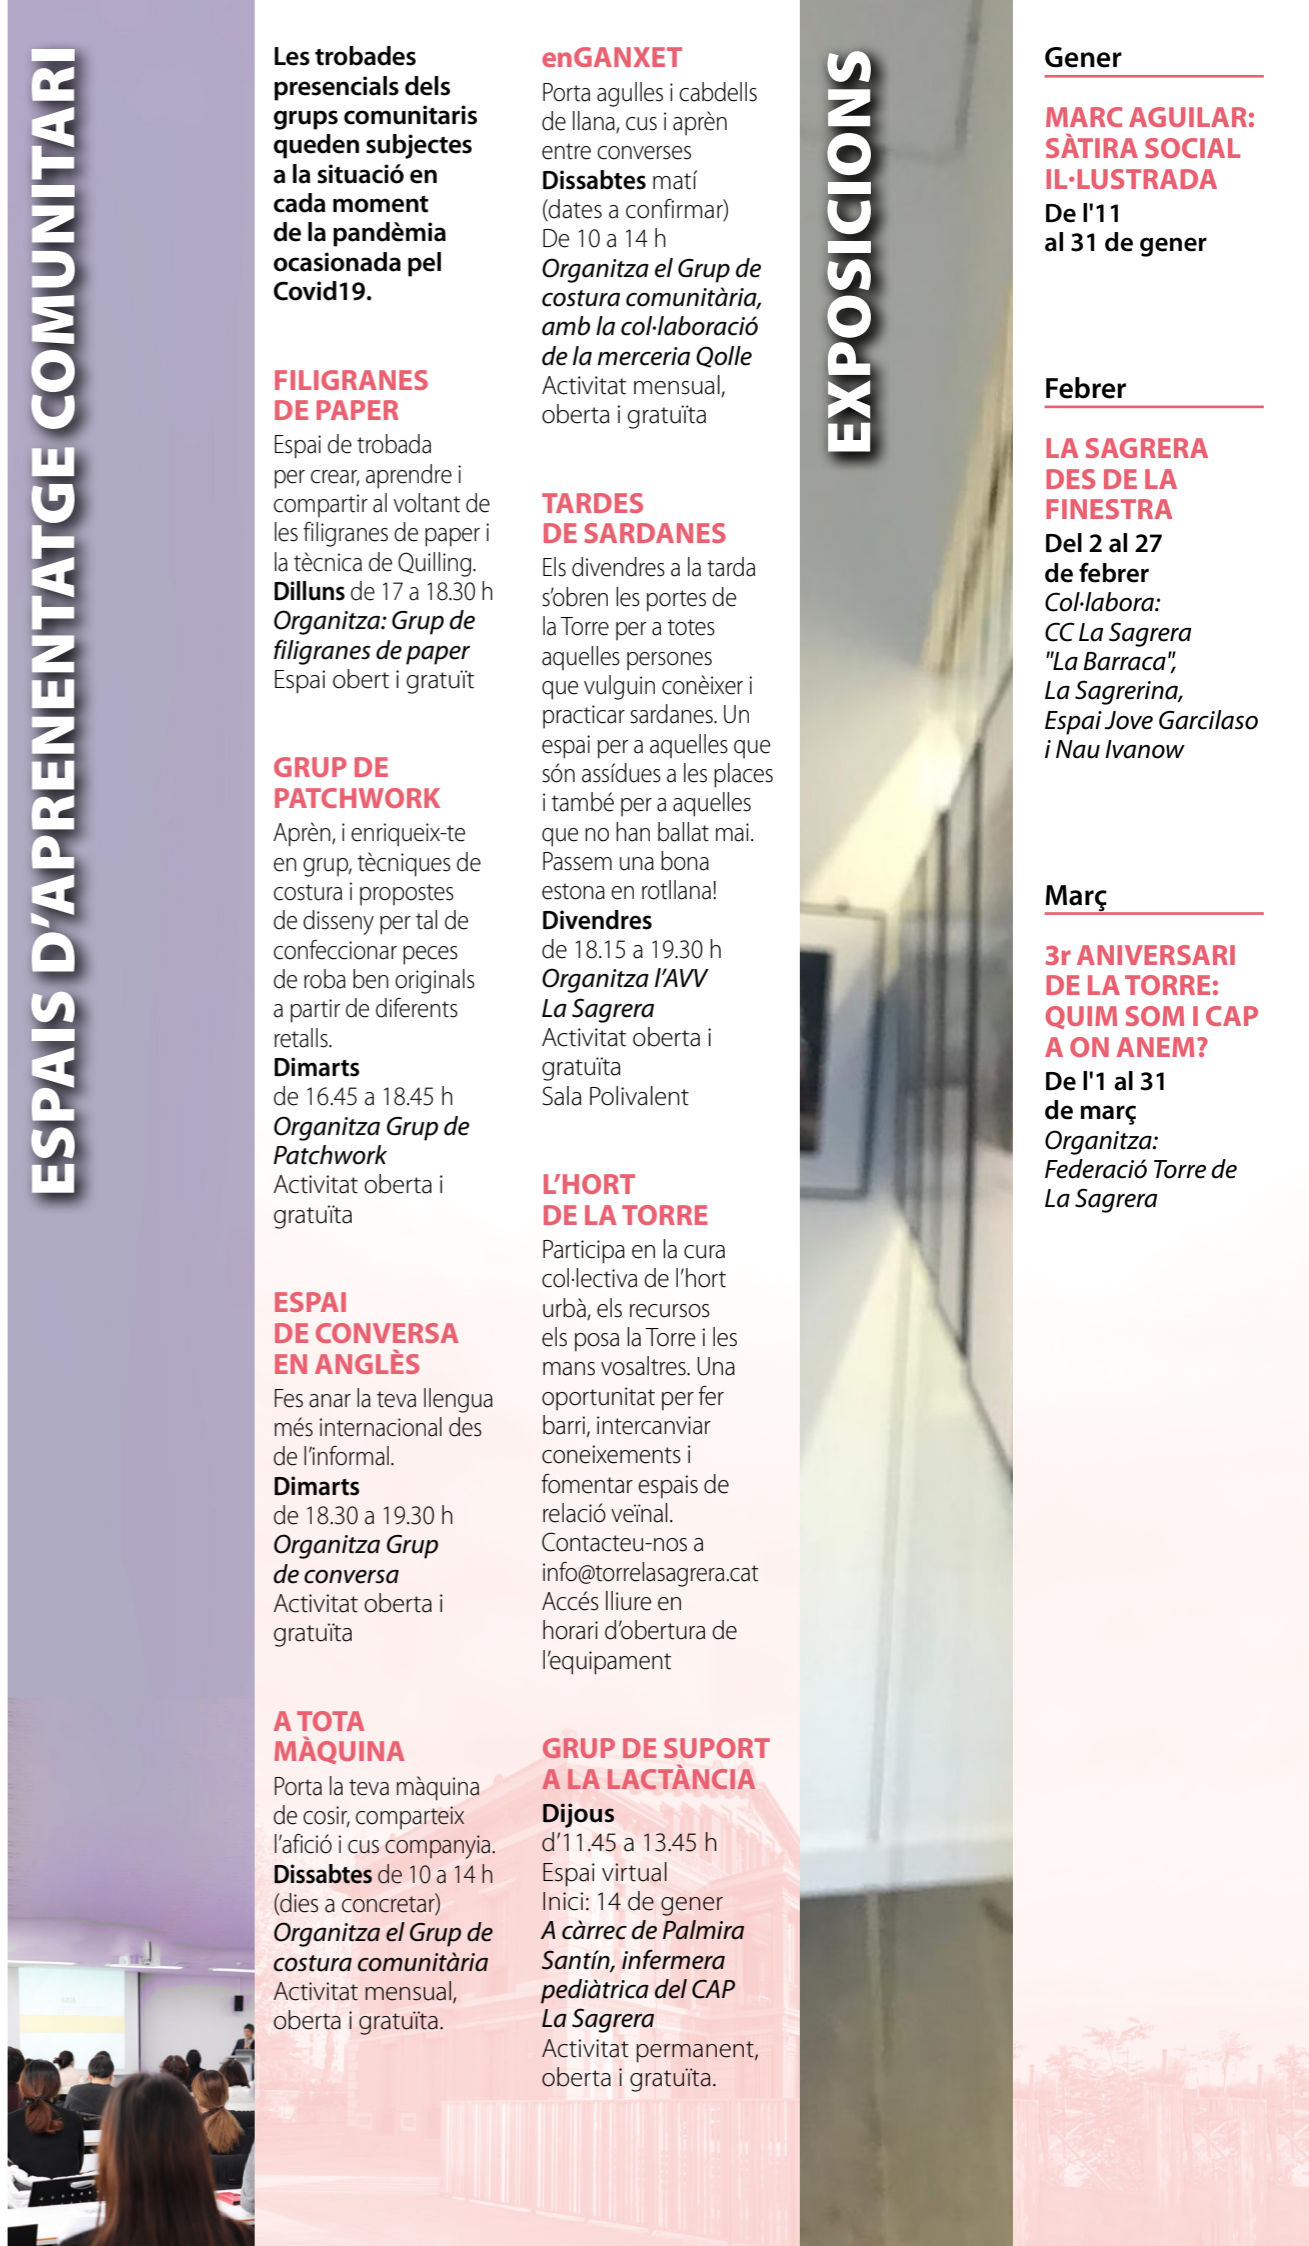 ESPAIS D'APRENENTATGE COMUNITARI
Les trobades
presencials dels
grups comunitaris
queden subjectes
a la situació en
cada moment
de la pandèmia
ocasionada pel
Covid19.
FILIGRANES
DE PAPER
Espai de trobada
per crear, aprendre i
compartir al voltant de
les filigranes de paper i
la tècnica de Quilling.
Dilluns de 17 a 18.30 h
Organitza: Grup de
filigranes de paper
Espai obert i gratuït
GRUP DE
PATCHWORK
Aprèn, i enriqueix-te
en grup, tècniques de
costura i propostes
de disseny per tal de
confeccionar peces
de roba ben originals
a partir de diferents
retalls.
Dimarts
de 16.45 a 18.45 h
Organitza Grup de
Patchwork
Activitat oberta i
gratuïta
ESPAI
DE CONVERSA
EN ANGLÈS
Fes anar la teva llengua
més internacional des
de l'informal.
Dimarts
de 18.30 a 19.30 h
Organitza Grup
de conversa
Activitat oberta i
gratuïta
A TOTA
MÀQUINA
Porta la teva màquina
de cosir, comparteix
l'afició i cus companyia.
Dissabtes de 10 a 14 h
(dies a concretar)
Organitza el Grup de
costura comunitària
Activitat mensual,
oberta i gratuïta.
enGANXET
Porta agulles i cabdells
de llana, cus i aprèn
entre converses
Dissabtes matí
(dates a confirmar)
De 10 a 14 h
Organitza el Grup de
costura comunitària,
amb la col·laboració
de la merceria Qolle
Activitat mensual,
oberta i gratuïta
TARDES
DE SARDANES
Els divendres a la tarda
s'obren les portes de
la Torre per a totes
aquelles persones
que vulguin conèixer i
practicar sardanes. Un
espai per a aquelles que
són assídues a les places
i també per a aquelles
que no han ballat mai.
Passem una bona
estona en rotllana!
Divendres
de 18.15 a 19.30 h
Organitza l'AVV
La Sagrera
Activitat oberta i
gratuïta
Sala Polivalent
L'HORT
DE LA TORRE
Participa en la cura
col·lectiva de l'hort
urbà, els recursos
els posa la Torre i les
mans vosaltres. Una
oportunitat per fer
barri, intercanviar
coneixements i
fomentar espais de
relació veïnal.
Contacteu-nos a
info@torrelasagrera.cat
Accés lliure en
horari d'obertura de
l'equipament
GRUP DE SUPORT
A LA LACTÀNCIA
Dijous
d'11.45 a 13.45 h
Espai virtual
Inici: 14 de gener
A càrrec de Palmira
Santín, infermera
pediàtrica del CAP
La Sagrera
Activitat permanent,
oberta i gratuïta.
EXPOSICIONS
Gener
MARC AGUILAR:
SÀTIRA SOCIAL
IL·LUSTRADA
De l'11
al 31 de gener
Febrer
LA SAGRERA
DES DE LA
FINESTRA
Del 2 al 27
de febrer
Col·labora:
CC La Sagrera
"La Barraca",
La Sagrerina,
Espai Jove Garcilaso
i Nau Ivanow
Març
3r ANIVERSARI
DE LA TORRE:
QUIM SOM I CAP
A ON ANEM?
De l'1 al 31
de març
Organitza:
Federació Torre de
La Sagrera